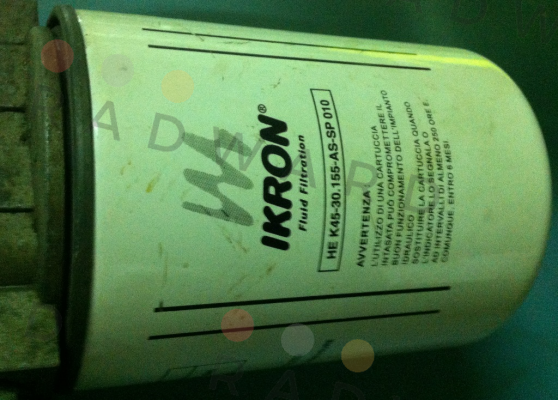 IKRON®
Fluid Filtration
HE K45-30.155-AS-SP 010
AVVERTENZA
L'UTILIZZO DI UNA CARTUCCIA
INTASATA PUÒ COMPROMETTERE IL
BUON FUNZIONAMENTO DELL'IMPIANTO
IDRAULICO
SOSTITUIRE LA CARTUCCIA QUANDO
L'INDICATORE LO SEGNALA O
AD INTERVALLI DI ALMENO 250 ORE E
COMUNQUE, ENTRO 6 MESI